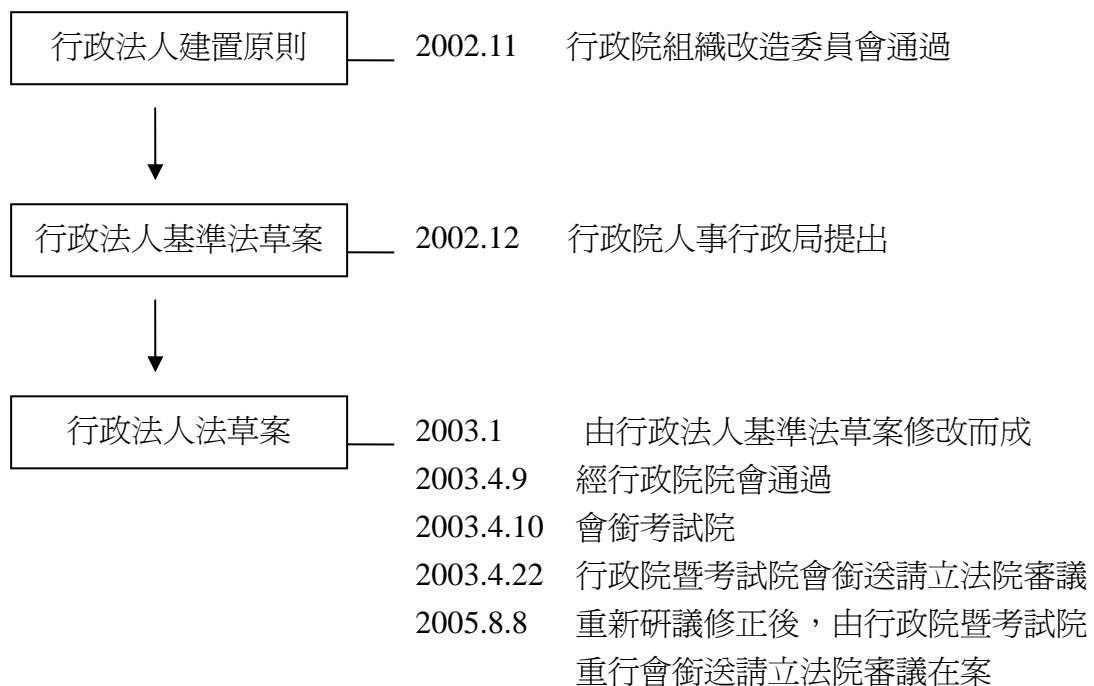 行政法人建置原則 2002.11 行政院組織改造委員會通過
行政法人基準法草案 2002.12 行政院人事行政局提出
行政法人法草案 2003.1 由行政法人基準法草案修改而成
2003.4.9 經行政院院會通過
2003.4.10 會銜考試院
2003.4.22 行政院暨考試院會銜送請立法院審議
2005.8.8 重新研議修正後，由行政院暨考試院
重行會銜送請立法院審議在案